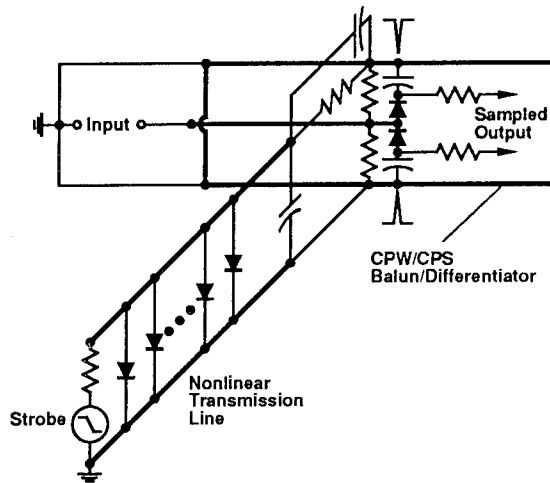 Input
Sampled
Output
CPW/CPS
Balun/Differentiator
Nonlinear
Transmission
Line
Strobe